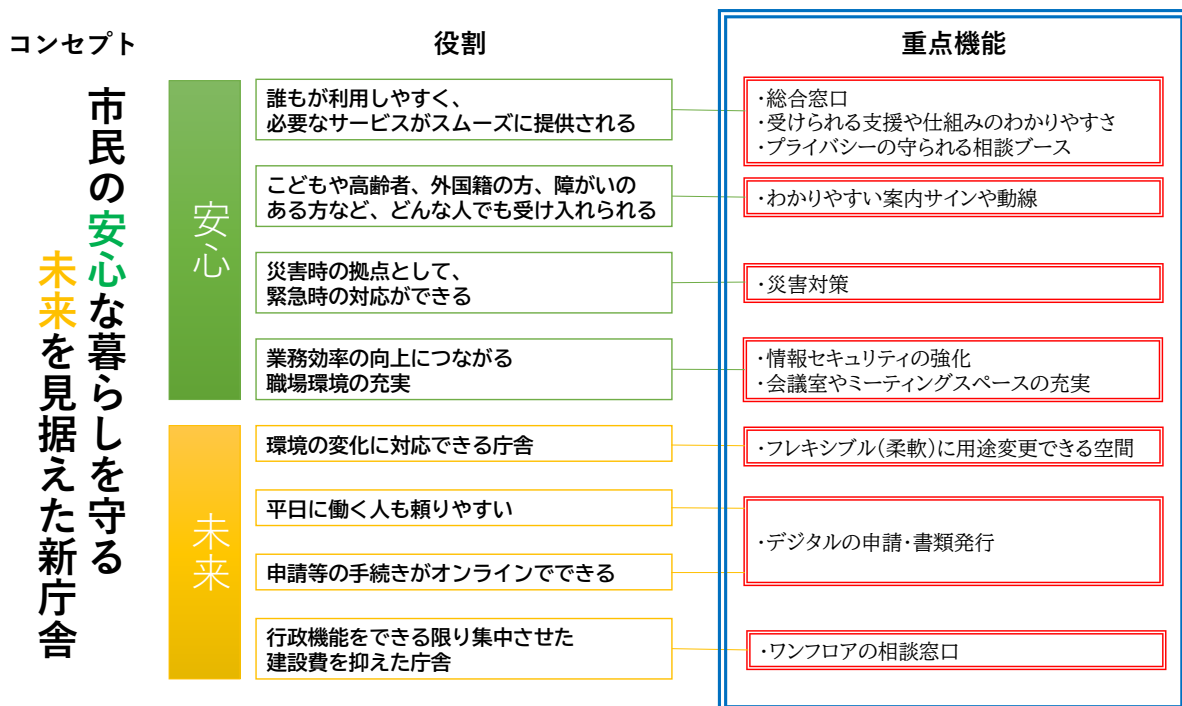 コンセプト
役割
重点機能
市民の安心な暮らしを守る
未来を見据えた新庁舎
安心
誰もが利用しやすく、
必要なサービスがスムーズに提供される
・総合窓口
・受けられる支援や仕組みのわかりやすさ
・プライバシーの守られる相談ブース
こどもや高齢者、外国籍の方、障がいの
ある方など、どんな人でも受け入れられる
・わかりやすい案内サインや動線
災害時の拠点として、
緊急時の対応ができる
・災害対策
業務効率の向上につながる
職場環境の充実
・情報セキュリティの強化
・会議室やミーティングスペースの充実
未来
環境の変化に対応できる庁舎
・フレキシブル(柔軟)に用途変更できる空間
平日に働く人も頼りやすい
申請等の手続きがオンラインでできる
・デジタルの申請・書類発行
行政機能をできる限り集中させた
建設費を抑えた庁舎
・ワンフロアの相談窓口